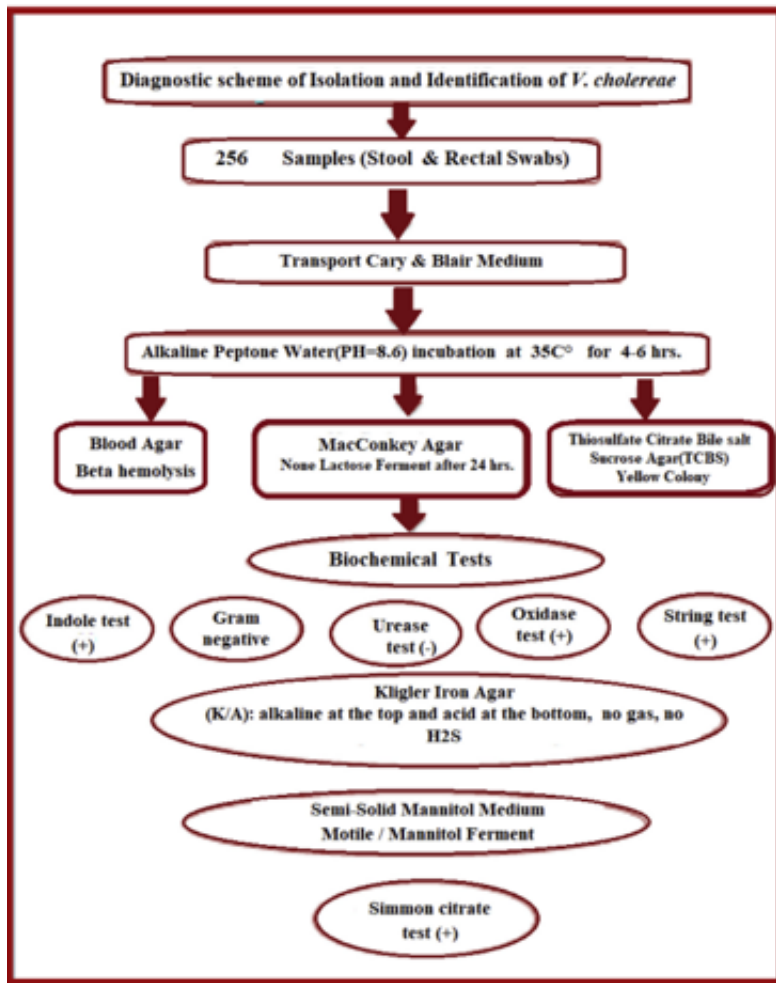 Diagnostic scheme of Isolation and Identification of V. cholereae
256 Samples (Stool & Rectal Swabs)
Transport Cary & Blair Medium
Alkaline Peptone Water(PH=8.6) incubation at 35C° for 4-6 hrs.
Blood Agar
Beta hemolysis
MacConkey Agar
None Lactose Ferment after 24 hrs.
Thiosulfate Citrate Bile salt
Sucrose Agar(TCBS)
Yellow Colony
Biochemical Tests
Indole test
(+)
Gram
negative
Urease
test (-)
Oxidase
test (+)
String test
(+)
Kligler Iron Agar
(K/A): alkaline at the top and acid at the bottom, no gas, no
H2S
Semi-Solid Mannitol Medium
Motile / Mannitol Ferment
Simmon citrate
test (+)